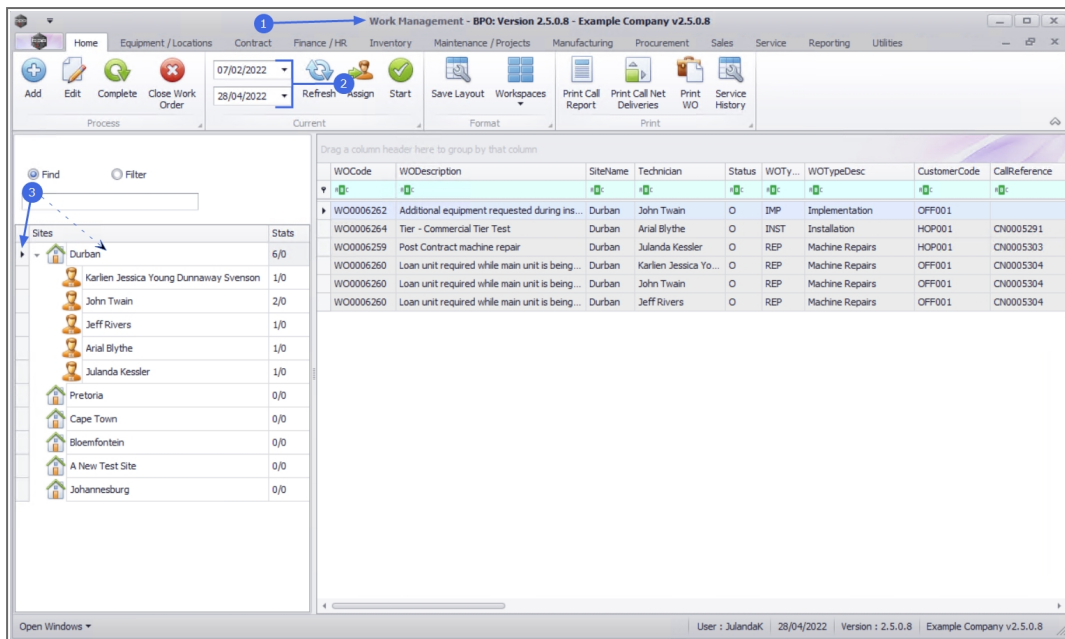 1
Work Management - BPO: Version 2.5.0.8 - Example Company v2.5.0.8
Home Equipment / Locations Contract Finance / HR Inventory Maintenance / Projects Manufacturing Procurement Sales Service Reporting Utilities
07/02/2022
28/04/2022
2
Add Edit Complete Close Work Order Refresh Assign Start Save Layout Workspaces Print Call Report Print Call Net Deliveries Print WO Service History
Process Current Format Print
Drag a column header here to group by that column
Find Filter
3
WOCode WODescription SiteName Technician Status WOTy... WOTypeDesc CustomerCode CallReference
WO0006262 Additional equipment requested during ins... Durban John Twain O IMP Implementation OFF001
WO0006264 Tier - Commercial Tier Test Durban Arial Blythe O INST Installation HOP001 CN0005291
WO0006259 Post Contract machine repair Durban Julanda Kessler O REP Machine Repairs HOP001 CN0005303
WO0006260 Loan unit required while main unit is being... Durban Karlien Jessica Yo... O REP Machine Repairs OFF001 CN0005304
WO0006260 Loan unit required while main unit is being... Durban John Twain O REP Machine Repairs OFF001 CN0005304
WO0006260 Loan unit required while main unit is being... Durban Jeff Rivers O REP Machine Repairs OFF001 CN0005304
Sites Stats
Durban 6/0
Karlien Jessica Young Dunnaway Svenson 1/0
John Twain 2/0
Jeff Rivers 1/0
Arial Blythe 1/0
Julanda Kessler 1/0
Pretoria 0/0
Cape Town 0/0
Bloemfontein 0/0
A New Test Site 0/0
Johannesburg 0/0
Open Windows User : JulandaK 28/04/2022 Version : 2.5.0.8 Example Company v2.5.0.8